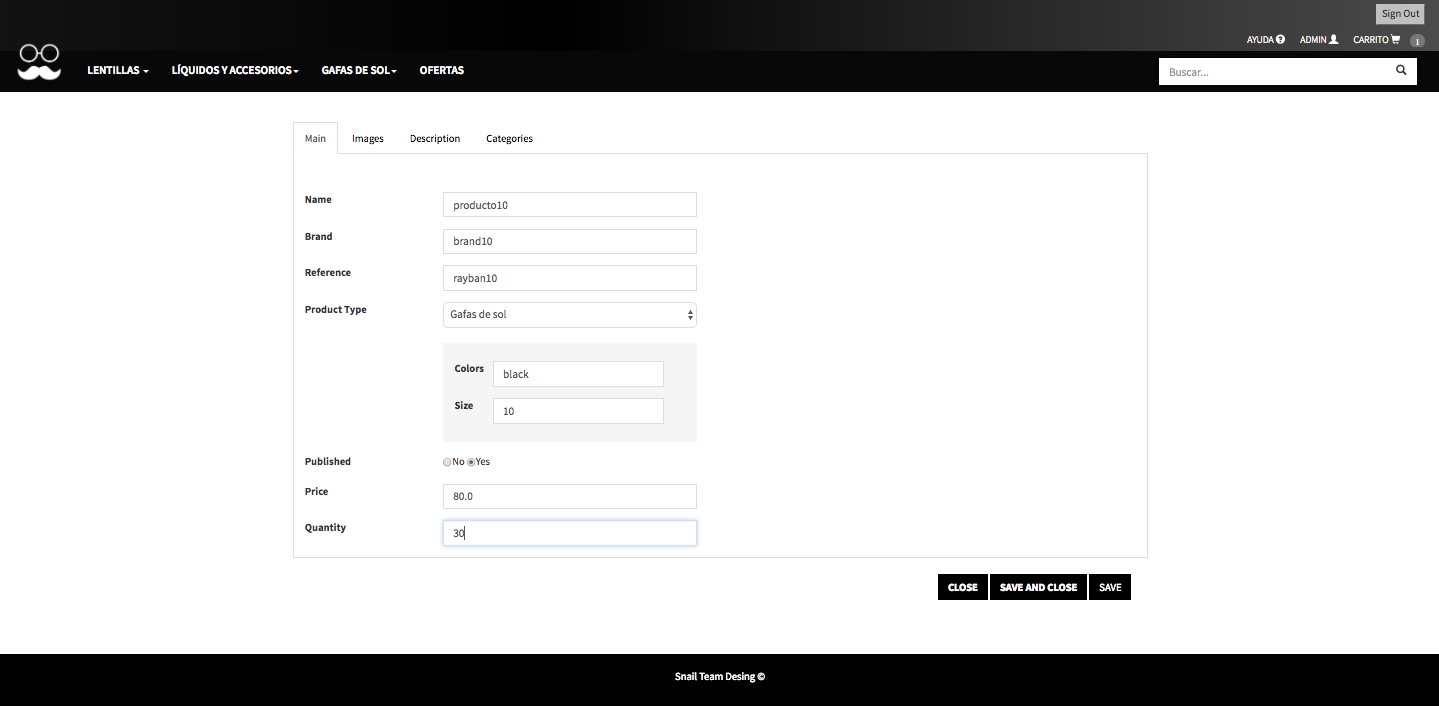 Sign Out
AYUDA ADMIN CARRITO 1
LENTILLAS LÍQUIDOS Y ACCESORIOS GAFAS DE SOL OFERTAS Buscar...
Main Images Description Categories
Name producto10
Brand brand10
Reference rayban10
Product Type Gafas de sol
Colors black
Size 10
Published No Yes
Price 80.0
Quantity 30
CLOSE SAVE AND CLOSE SAVE
Snail Team Desing ©